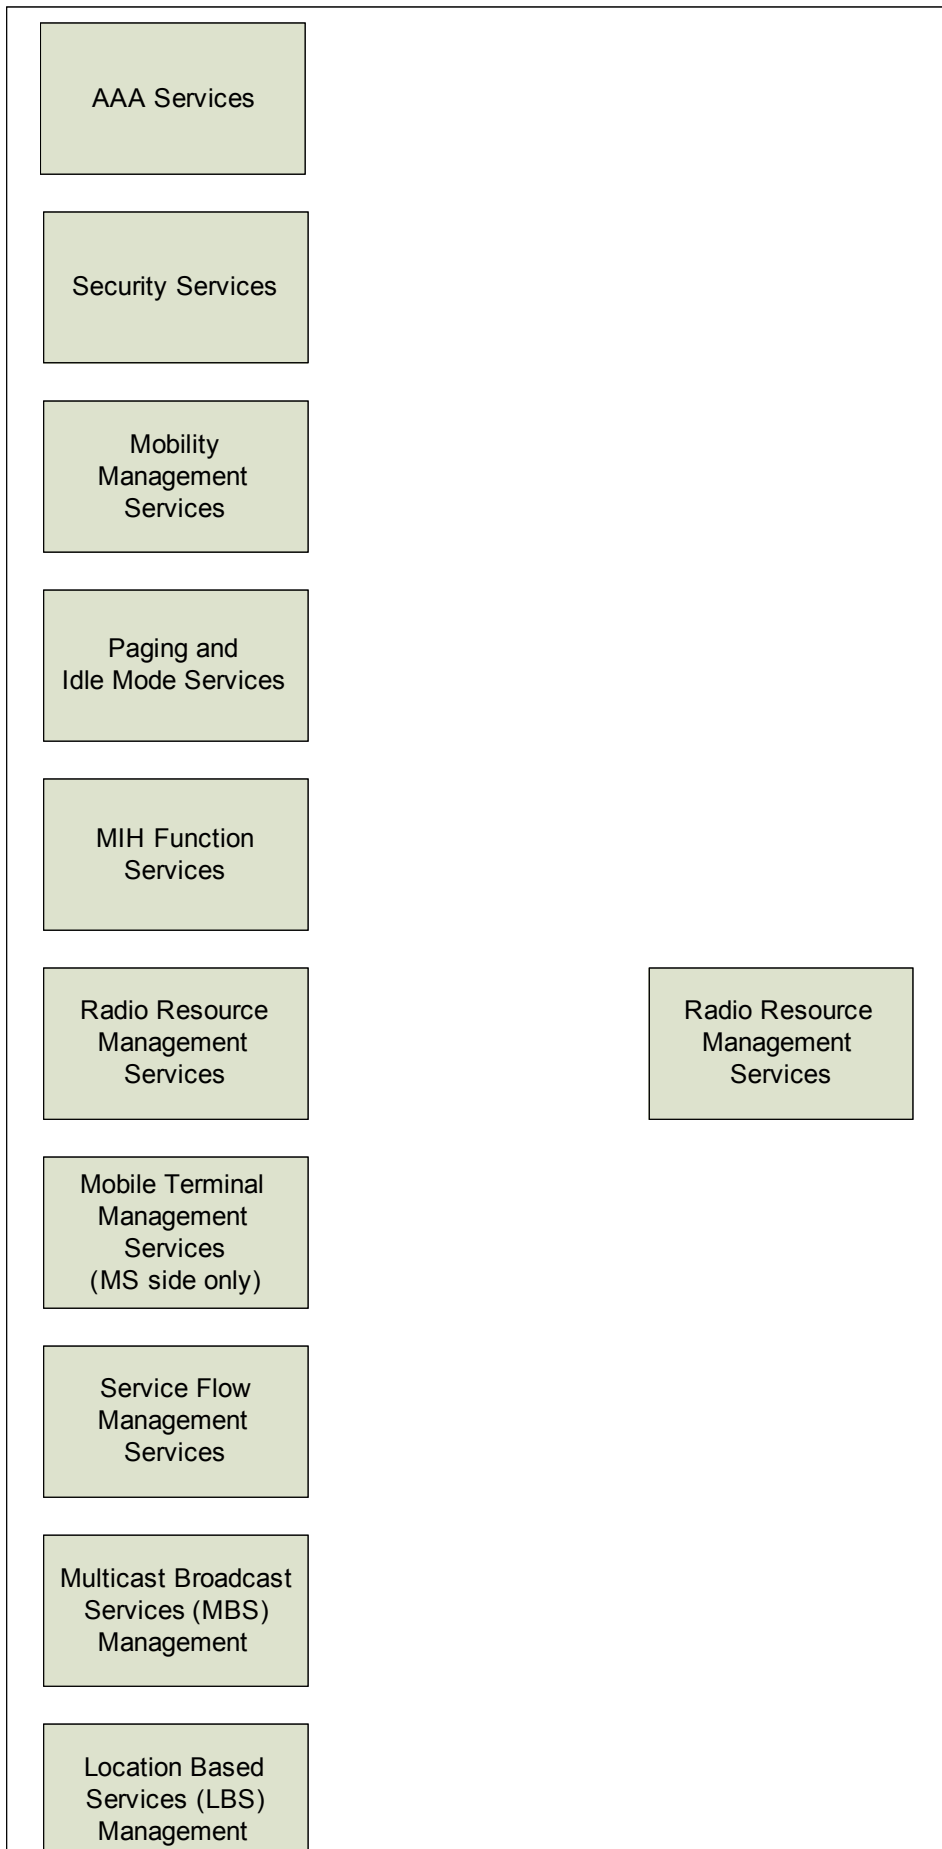 AAA Services
Security Services
Mobility
Management
Services
Paging and
Idle Mode Services
MIH Function
Services
Radio Resource
Management
Services
Radio Resource
Management
Services
Mobile Terminal
Management
Services
(MS side only)
Service Flow
Management
Services
Multicast Broadcast
Services (MBS)
Management
Location Based
Services (LBS)
Management